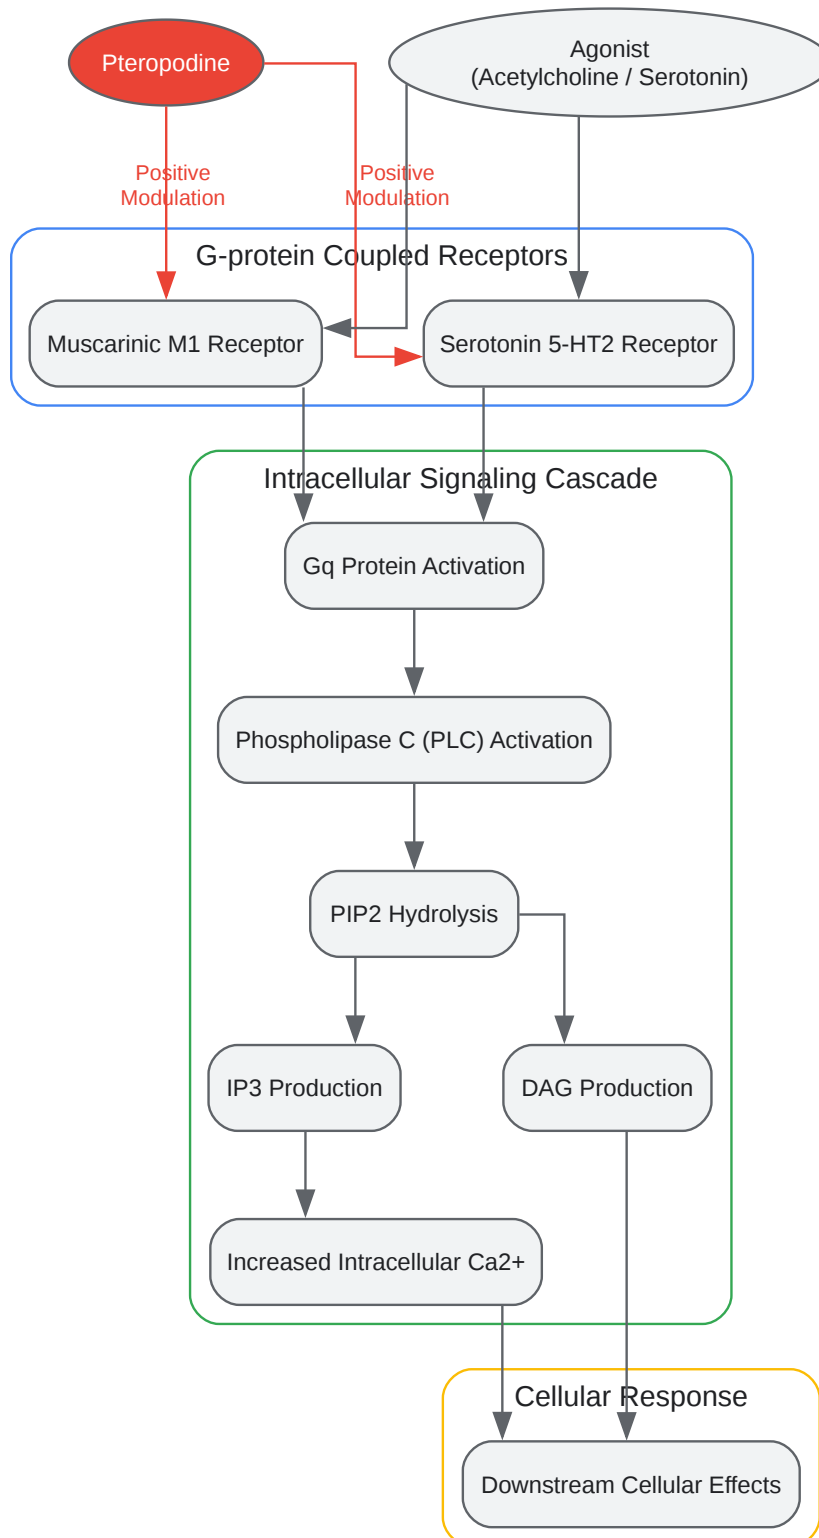 Pteropodine
Agonist
(Acetylcholine / Serotonin)
Positive
Modulation
Positive
Modulation
G-protein Coupled Receptors
Muscarinic M1 Receptor
Serotonin 5-HT2 Receptor
Intracellular Signaling Cascade
Gq Protein Activation
Phospholipase C (PLC) Activation
PIP2 Hydrolysis
IP3 Production
DAG Production
Increased Intracellular Ca2+
Cellular Response
Downstream Cellular Effects